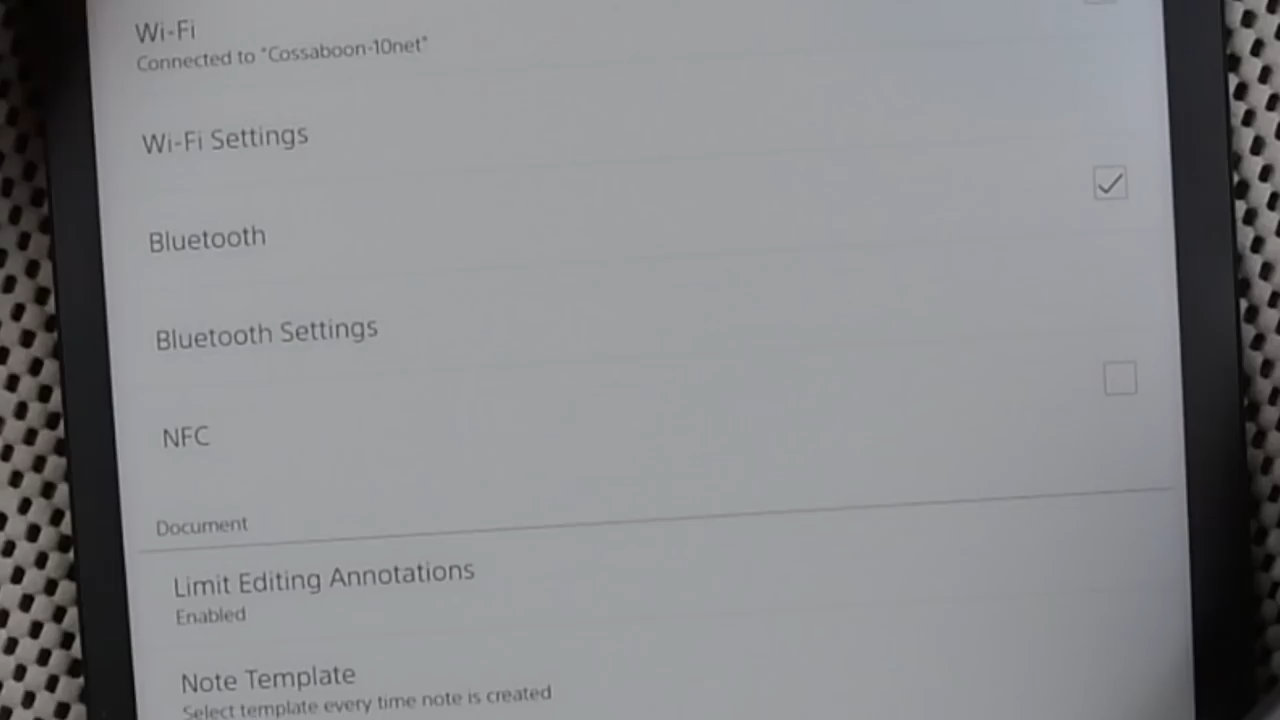 Wi-Fi
Connected to "Cossaboon-10net"
Wi-Fi Settings
Bluetooth
Bluetooth Settings
NFC
Document
Limit Editing Annotations
Enabled
Note Template
Select template every time note is created